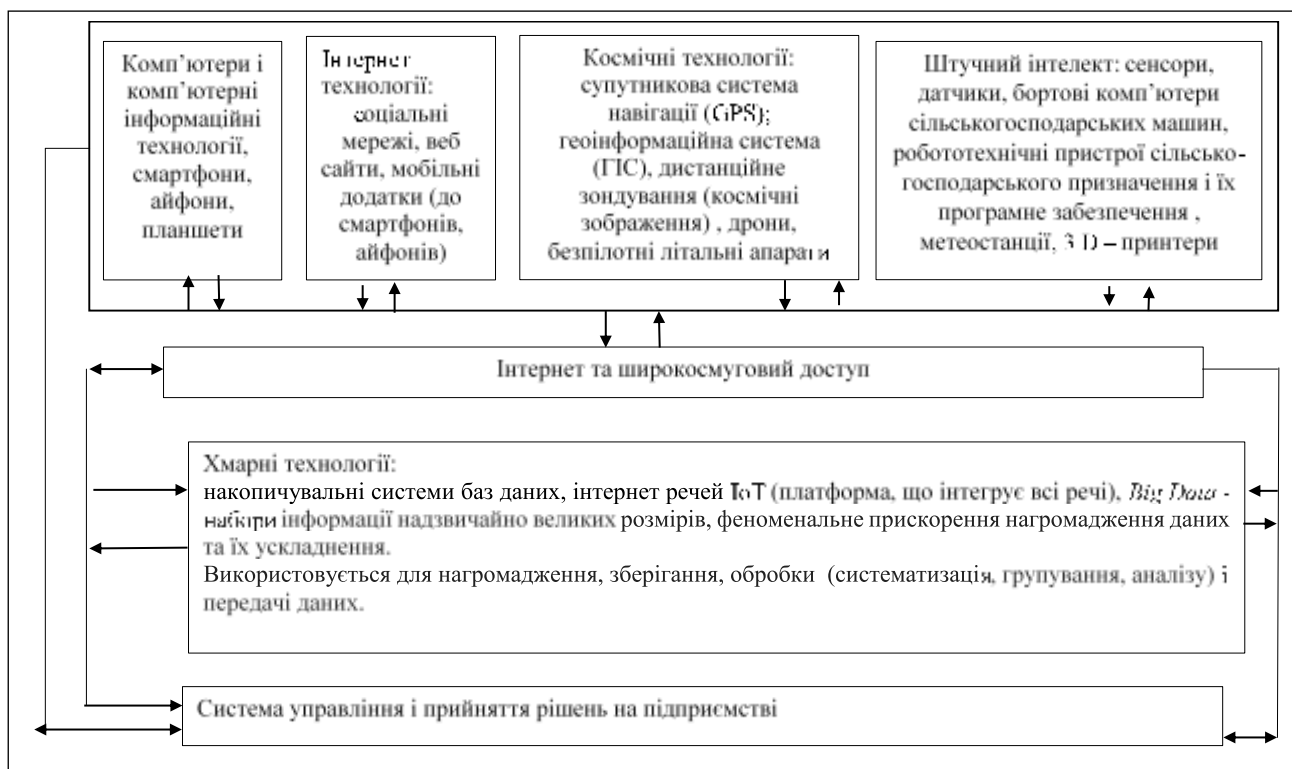 Комп’ютери і
комп’ютерні
інформаційні
технології,
смартфони,
айфони,
планшети
Інтернет
технології:
соціальні
мережі, веб
сайти, мобільні
додатки (до
смартфонів,
айфонів)
Космічні технології:
супутникова система
навігації (GPS);
геоінформаційна система
(ГІС), дистанційне
зондування (космічні
зображення) , дрони,
безпілотні літальні апарати
Штучний інтелект: сенсори,
датчики, бортові комп’ютери
сільськогосподарських машин,
робототехнічні пристрої сільсько-
господарського призначення і їх
програмне забезпечення ,
метеостанції, 3 D – принтери
Інтернет та широкосмуговий доступ
Хмарні технології:
накопичувальні системи баз даних, інтернет речей IoT (платформа, що інтегрує всі речі), Big Data -
набори інформації надзвичайно великих розмірів, феноменальне прискорення нагромадження даних
та їх ускладнення.
Використовується для нагромадження, зберігання, обробки (систематизація, групування, аналізу) і
передачі даних.
Система управління і прийняття рішень на підприємстві